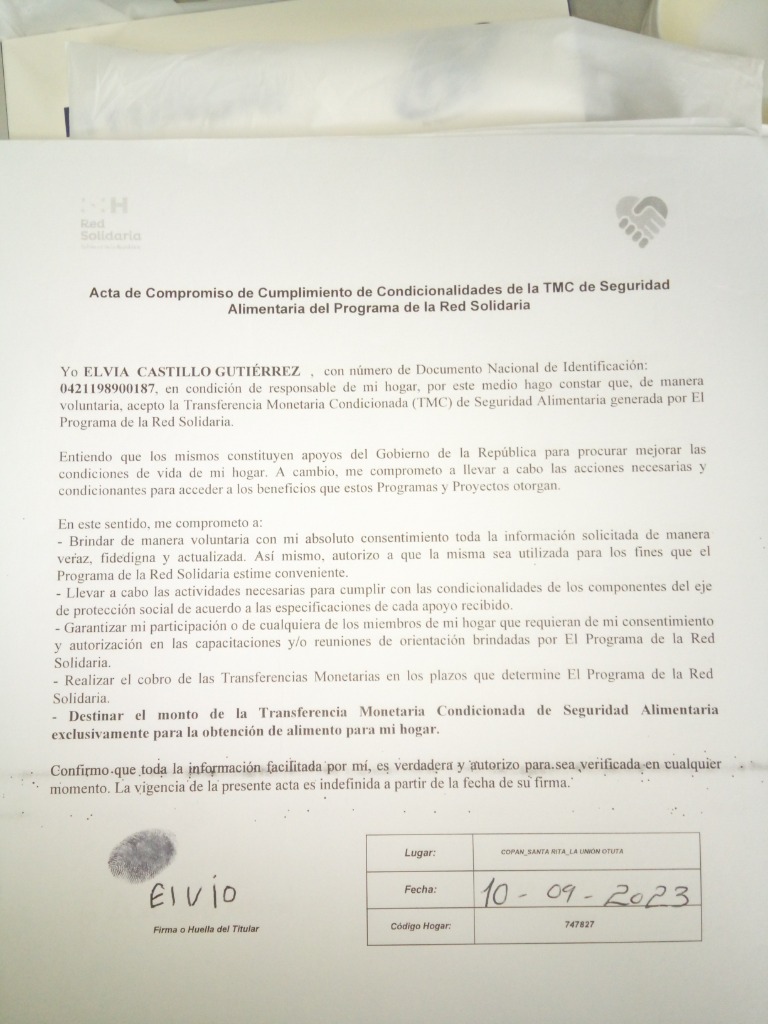 Red
Solidaria
Acta de Compromiso de Cumplimiento de Condicionalidades de la TMC de Seguridad
Alimentaria del Programa de la Red Solidaria
Yo ELVIA CASTILLO GUTIÉRREZ , con número de Documento Nacional de Identificación:
0421198900187, en condición de responsable de mi hogar, por este medio hago constar que, de manera
voluntaria, acepto la Transferencia Monetaria Condicionada (TMC) de Seguridad Alimentaria generada por El
Programa de la Red Solidaria.
Entiendo que los mismos constituyen apoyos del Gobierno de la República para procurar mejorar las
condiciones de vida de mi hogar. A cambio, me comprometo a llevar a cabo las acciones necesarias y
condicionantes para acceder a los beneficios que estos Programas y Proyectos otorgan.
En este sentido, me comprometo a:
- Brindar de manera voluntaria con mi absoluto consentimiento toda la información solicitada de manera
veraz, fidedigna y actualizada. Así mismo, autorizo a que la misma sea utilizada para los fines que el
Programa de la Red Solidaria estime conveniente.
- Llevar a cabo las actividades necesarias para cumplir con las condicionalidades de los componentes del eje
de protección social de acuerdo a las especificaciones de cada apoyo recibido.
- Garantizar mi participación o de cualquiera de los miembros de mi hogar que requieran de mi consentimiento
y autorización en las capacitaciones y/o reuniones de orientación brindadas por El Programa de la Red
Solidaria.
- Realizar el cobro de las Transferencias Monetarias en los plazos que determine El Programa de la Red
Solidaria.
- Destinar el monto de la Transferencia Monetaria Condicionada de Seguridad Alimentaria
exclusivamente para la obtención de alimento para mi hogar.
Confirmo que toda la información facilitada por mí, es verdadera y autorizo para sea verificada en cualquier
momento. La vigencia de la presente acta es indefinida a partir de la fecha de su firma.
Elvio
Firma o Huella del Titular
Lugar: COPAN_SANTA RITA_LA UNIÓN OTUTA
Fecha: 10 - 09 - 2023
Código Hogar: 747827